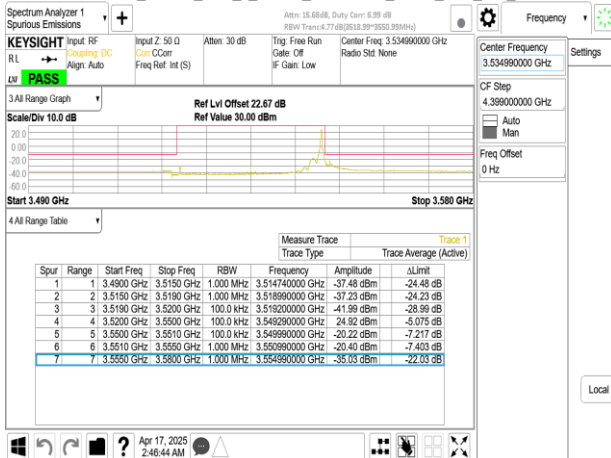 Spectrum Analyzer 1
Spurious Emissions
Attn: 15.68dB, Duty Corr: 6.99 dB
RBW Trans:4.77dB(3518.99~3550.99MHz)
Frequency
KEYSIGHT
RL
LXI PASS
Input: RF
Coupling: DC
Align: Auto
Input Z: 50 Ω
Corr CCorr
Freq Ref: Int (S)
Atten: 30 dB
Trig: Free Run
Gate: Off
IF Gain: Low
Center Freq: 3.534990000 GHz
Radio Std: None
Center Frequency
3.534990000 GHz
Settings
CF Step
4.399000000 GHz
Auto
Man
Freq Offset
0 Hz
3 All Range Graph
Scale/Div 10.0 dB
Ref Lvl Offset 22.67 dB
Ref Value 30.00 dBm
20.0
0.00
-20.0
-40.0
-60.0
Start 3.490 GHz
Stop 3.580 GHz
4 All Range Table
Measure Trace Trace 1
Trace Type Trace Average (Active)
Spur Range Start Freq Stop Freq RBW Frequency Amplitude ΔLimit
1 1 3.4900 GHz 3.5150 GHz 1.000 MHz 3.514740000 GHz -37.48 dBm -24.48 dB
2 2 3.5150 GHz 3.5190 GHz 1.000 MHz 3.518990000 GHz -37.23 dBm -24.23 dB
3 3 3.5190 GHz 3.5200 GHz 100.0 kHz 3.519200000 GHz -41.99 dBm -28.99 dB
4 4 3.5200 GHz 3.5500 GHz 100.0 kHz 3.549290000 GHz 24.92 dBm -5.075 dB
5 5 3.5500 GHz 3.5510 GHz 100.0 kHz 3.549990000 GHz -20.22 dBm -7.217 dB
6 6 3.5510 GHz 3.5550 GHz 1.000 MHz 3.550990000 GHz -20.40 dBm -7.403 dB
7 7 3.5550 GHz 3.5800 GHz 1.000 MHz 3.554990000 GHz -35.03 dBm -22.03 dB
Local
Apr 17, 2025
2:46:44 AM